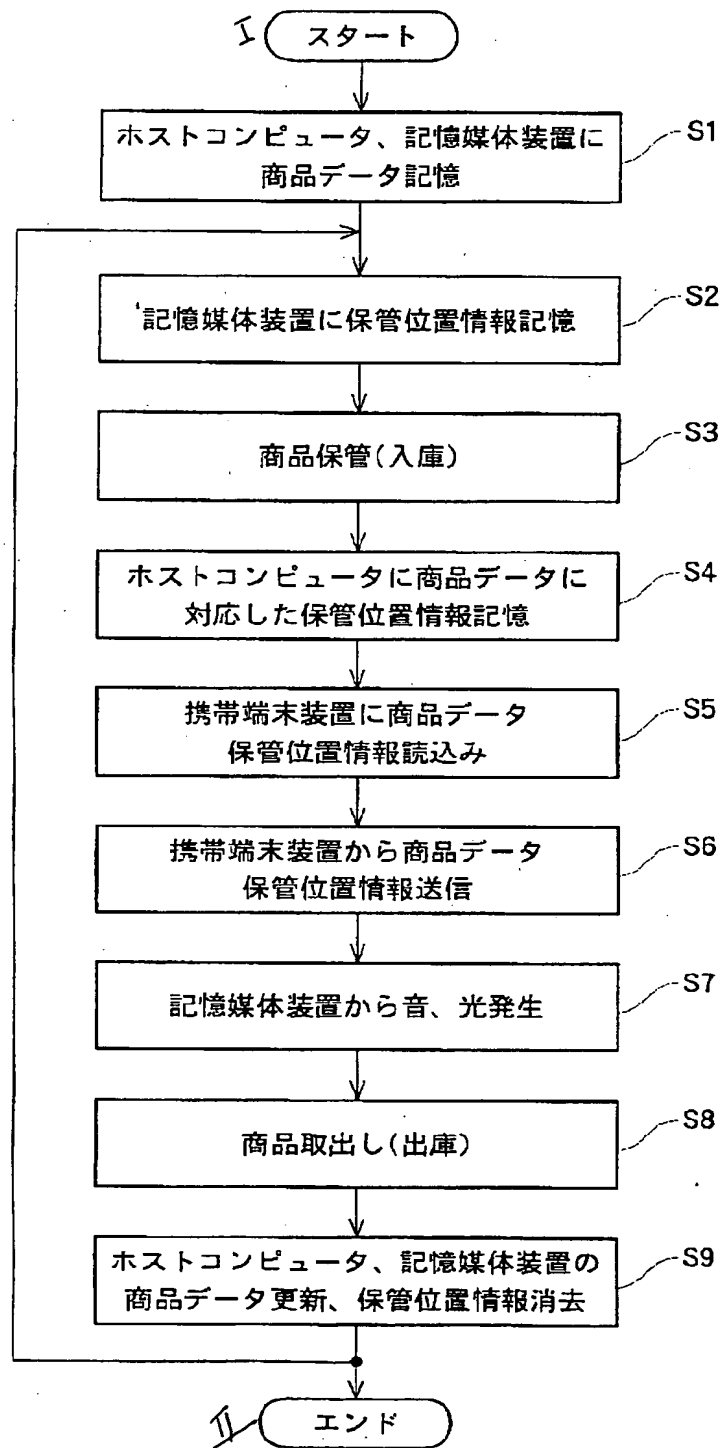 I
スタート
ホストコンピュータ、記憶媒体装置に
商品データ記憶
S1
記憶媒体装置に保管位置情報記憶
S2
商品保管(入庫)
S3
ホストコンピュータに商品データに
対応した保管位置情報記憶
S4
携帯端末装置に商品データ
保管位置情報読込み
S5
携帯端末装置から商品データ
保管位置情報送信
S6
記憶媒体装置から音、光発生
S7
商品取出し(出庫)
S8
ホストコンピュータ、記憶媒体装置の
商品データ更新、保管位置情報消去
S9
II
エンド